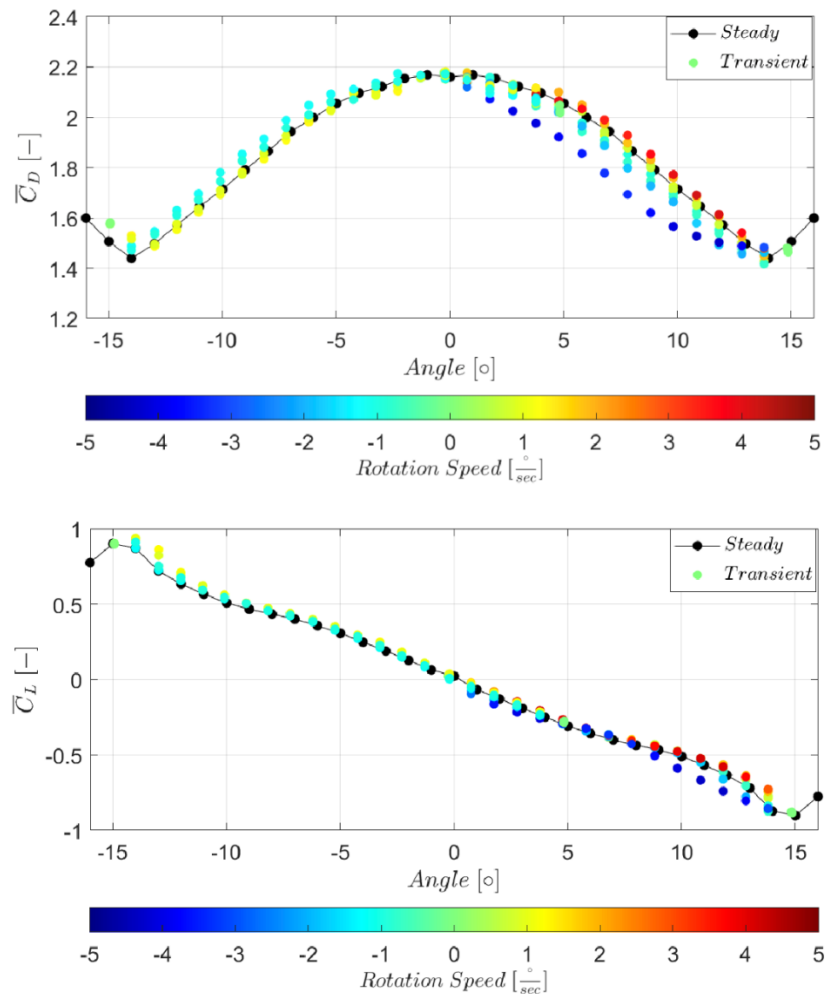 2.4
2.2
2
1.8
1.6
1.4
1.2
C̅_D [−]
Steady
Transient
-15 -10 -5 0 5 10 15
Angle [∘]
-5 -4 -3 -2 -1 0 1 2 3 4 5
Rotation Speed [∘/sec]
1
0.5
0
-0.5
-1
C̅_L [−]
Steady
Transient
-15 -10 -5 0 5 10 15
Angle [∘]
-5 -4 -3 -2 -1 0 1 2 3 4 5
Rotation Speed [∘/sec]